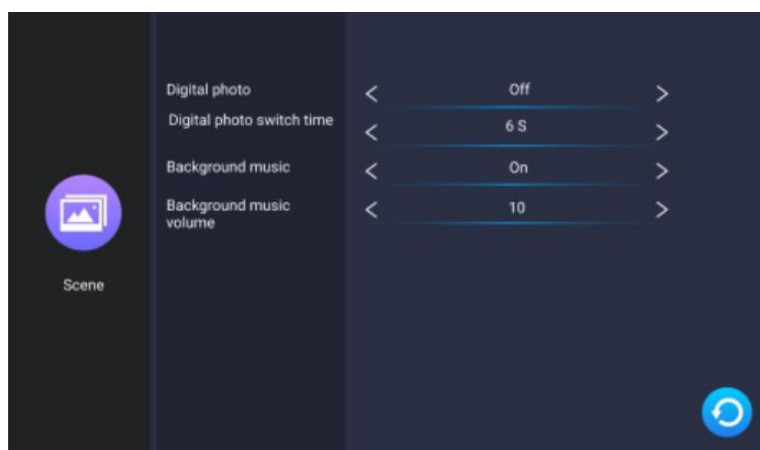 Digital photo
Off
Digital photo switch time
6 S
Background music
On
Background music
volume
10
Scene